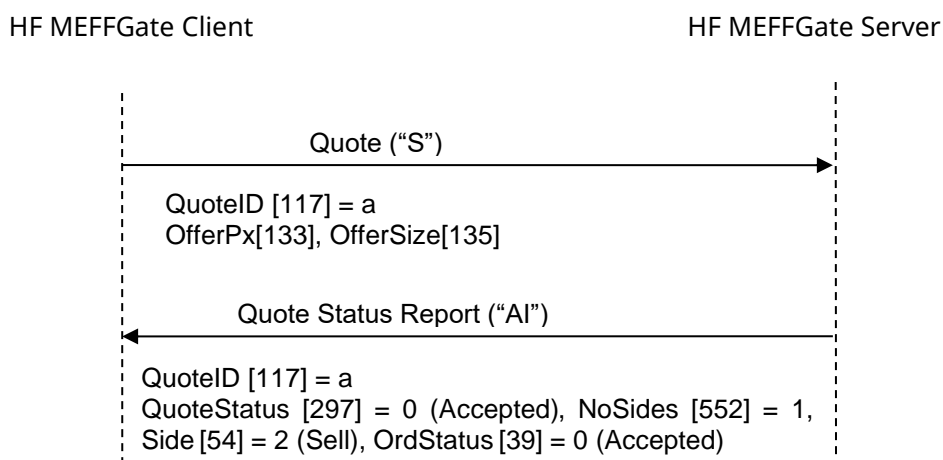 HF MEFFGate Client
HF MEFFGate Server
Quote (“S”)
QuoteID [117] = a
OfferPx[133], OfferSize[135]
Quote Status Report (“AI”)
QuoteID [117] = a
QuoteStatus [297] = 0 (Accepted), NoSides [552] = 1,
Side [54] = 2 (Sell), OrdStatus [39] = 0 (Accepted)